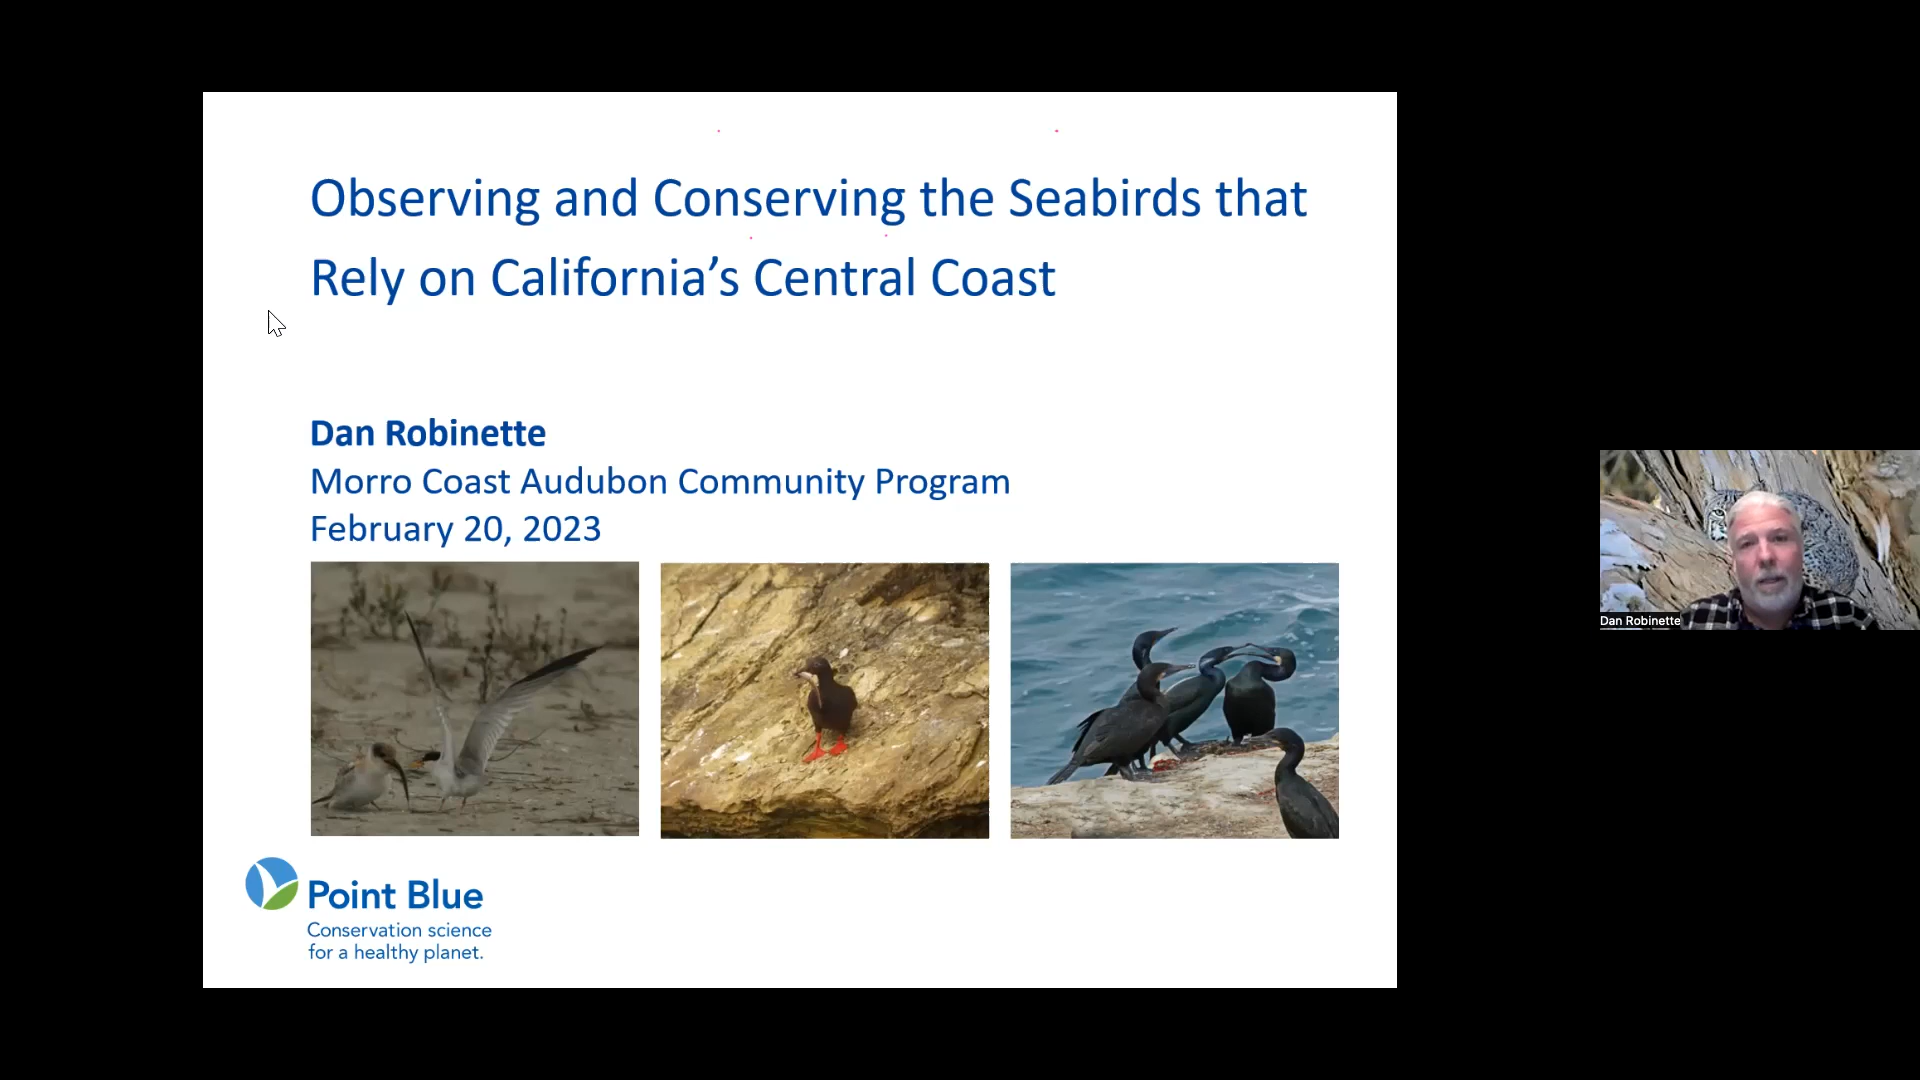 Observing and Conserving the Seabirds that
Rely on California’s Central Coast
Dan Robinette
Morro Coast Audubon Community Program
February 20, 2023
Point Blue
Conservation science
for a healthy planet.
Dan Robinette